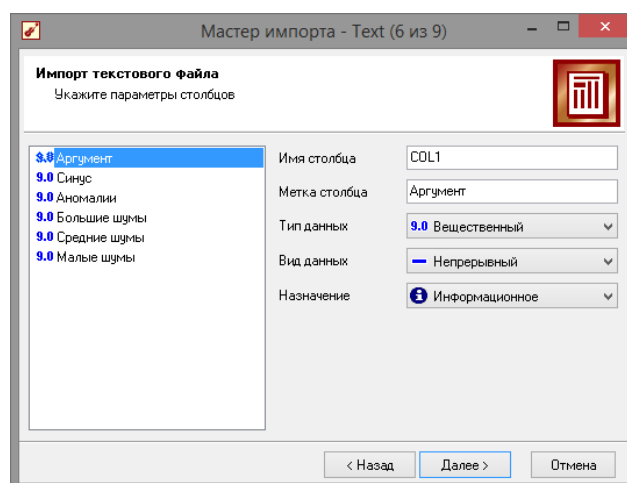 Мастер импорта - Text (6 из 9)
Импорт текстового файла
Укажите параметры столбцов
9.0 Аргумент
9.0 Синус
9.0 Аномалии
9.0 Большие шумы
9.0 Средние шумы
9.0 Малые шумы
Имя столбца COL1
Метка столбца Аргумент
Тип данных 9.0 Вещественный
Вид данных Непрерывный
Назначение Информационное
< Назад Далее > Отмена